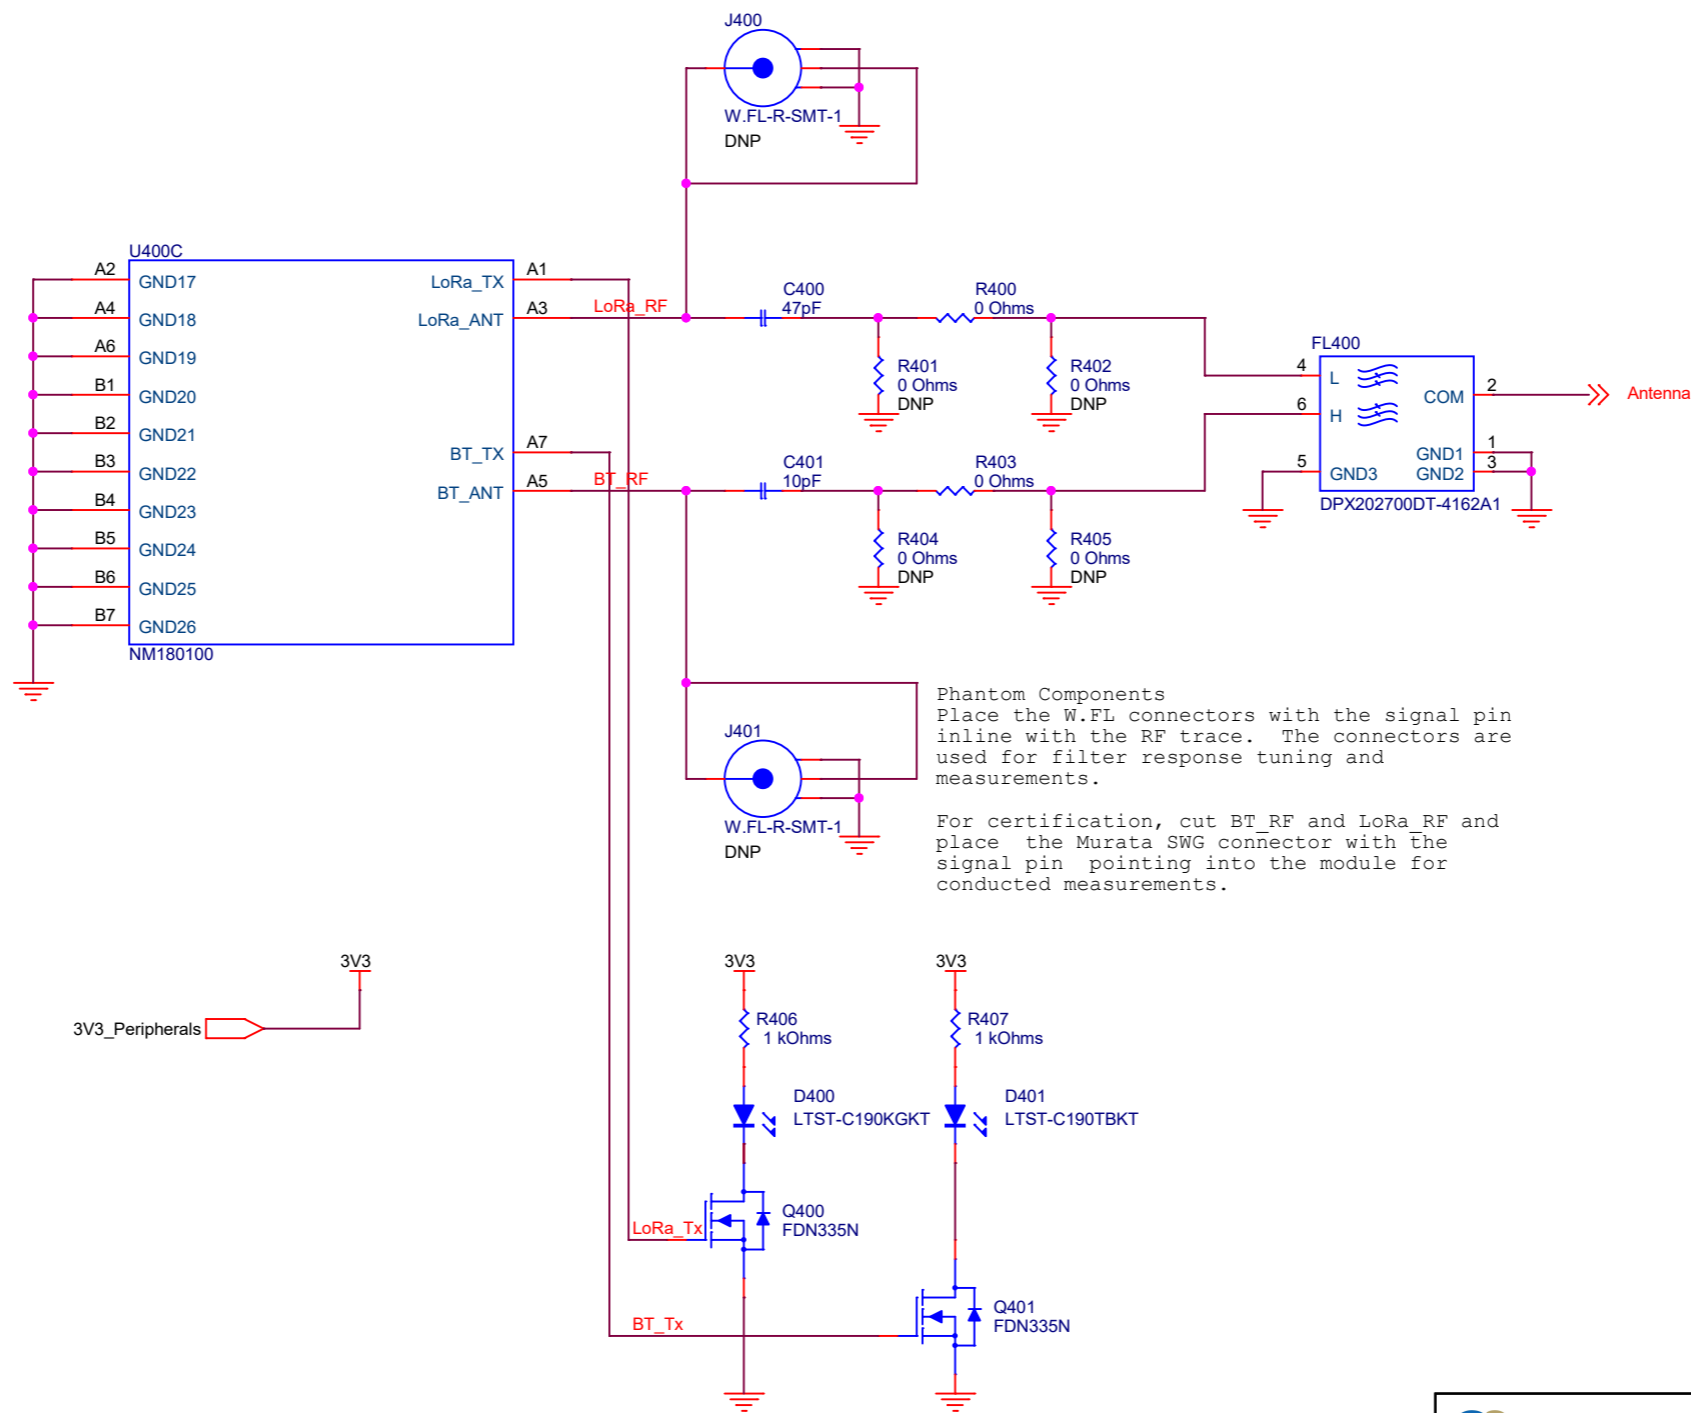 J400
W.FL-R-SMT-1
DNP
U400C
A2 GND17 LoRa_TX A1
A4 GND18 LoRa_ANT A3 LoRa_RF
A6 GND19
B1 GND20
B2 GND21
B3 GND22 BT_TX A7
B4 GND23 BT_ANT A5 BT_RF
B5 GND24
B6 GND25
B7 GND26
NM180100
C400
47pF
R400
0 Ohms
R401
0 Ohms
DNP
R402
0 Ohms
DNP
FL400
4 L COM 2 Antenna
6 H GND1 1
5 GND3 GND2 3
DPX202700DT-4162A1
C401
10pF
R403
0 Ohms
R404
0 Ohms
DNP
R405
0 Ohms
DNP
J401
W.FL-R-SMT-1
DNP
Phantom Components
Place the W.FL connectors with the signal pin
inline with the RF trace.  The connectors are
used for filter response tuning and
measurements.
For certification, cut BT_RF and LoRa_RF and
place  the Murata SWG connector with the
signal pin  pointing into the module for
conducted measurements.
3V3
3V3_Peripherals
3V3
R406
1 kOhms
D400
LTST-C190KGKT
LoRa_Tx
Q400
FDN335N
3V3
R407
1 kOhms
D401
LTST-C190TBKT
BT_Tx
Q401
FDN335N